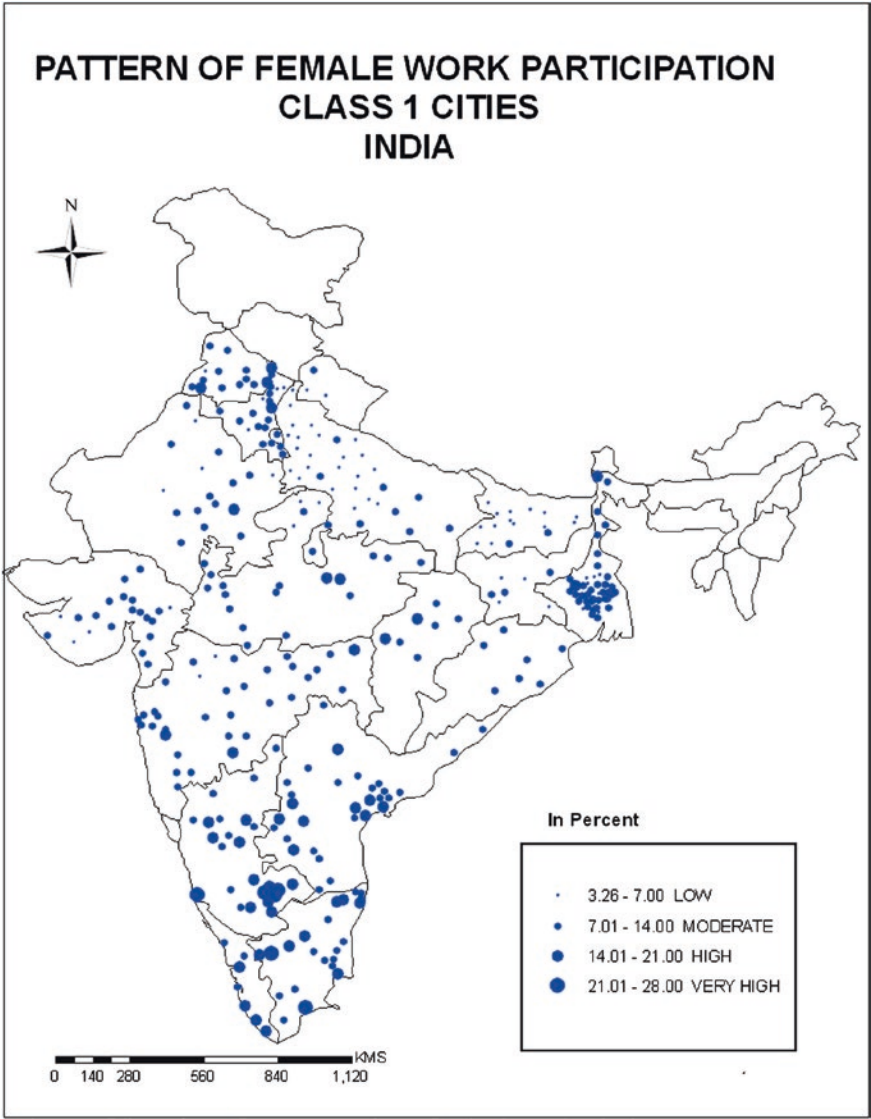 PATTERN OF FEMALE WORK PARTICIPATION
CLASS 1 CITIES
INDIA
N
In Percent
3.26 - 7.00 LOW
7.01 - 14.00 MODERATE
14.01 - 21.00 HIGH
21.01 - 28.00 VERY HIGH
KMS
0 140 280 560 840 1,120